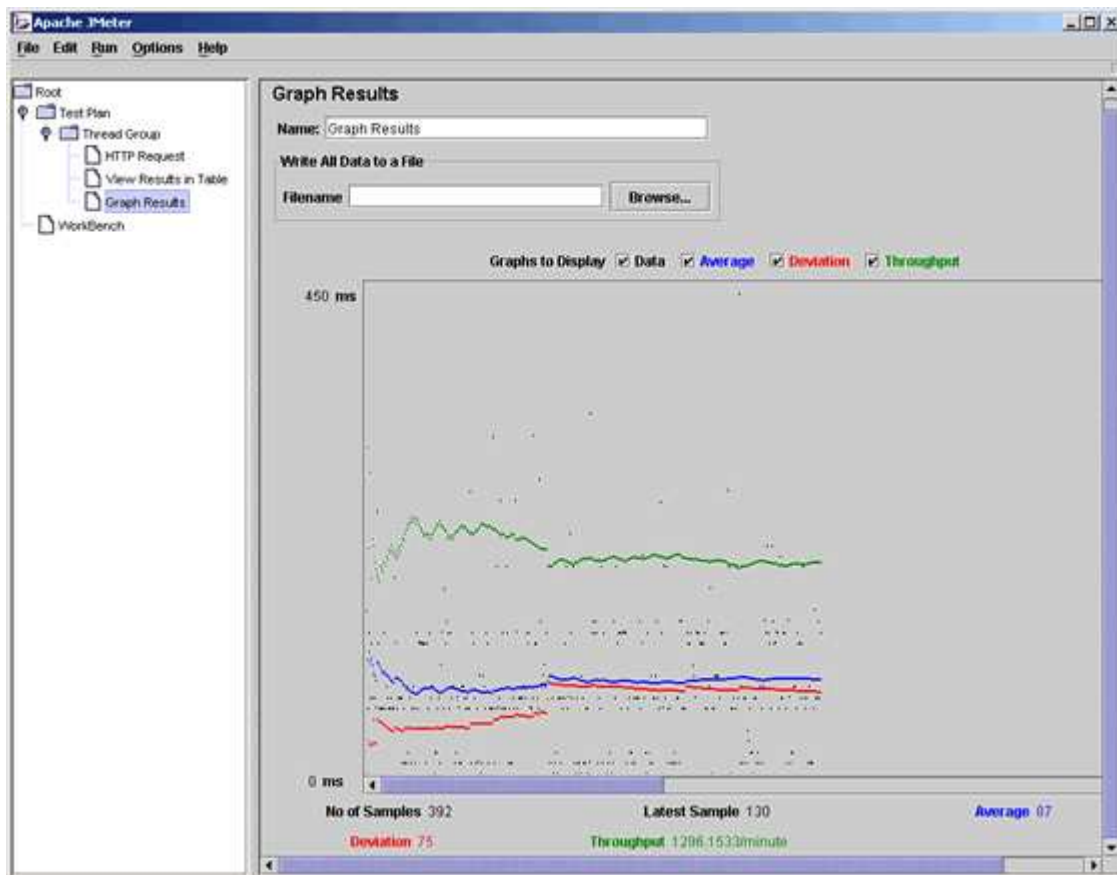 Apache JMeter
File Edit Run Options Help
Root
Test Plan
Thread Group
HTTP Request
View Results in Table
Graph Results
WorkBench
Graph Results
Name: Graph Results
Write All Data to a File
Filename Browse...
Graphs to Display Data Average Deviation Throughput
450 ms
0 ms
No of Samples 392 Latest Sample 130 Average 87
Deviation 75 Throughput 1296.1533/minute